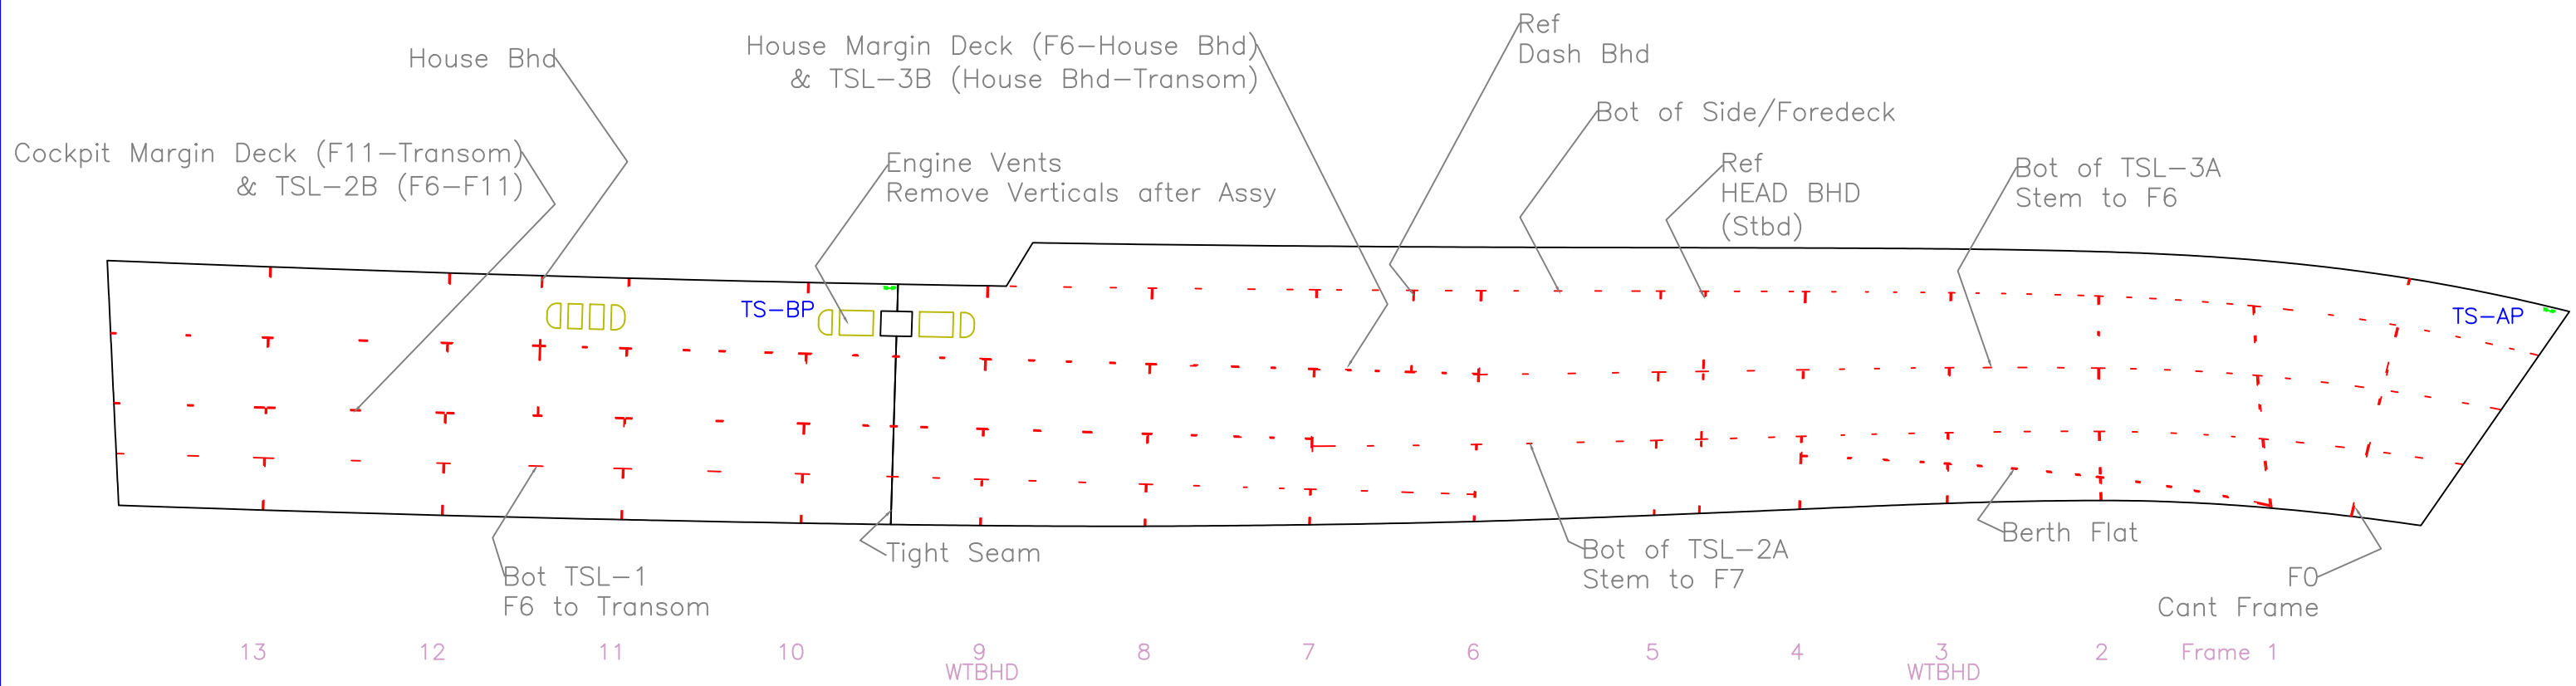 Ref
Dash Bhd
House Margin Deck (F6-House Bhd)
& TSL-3B (House Bhd-Transom)
House Bhd
Bot of Side/Foredeck
Cockpit Margin Deck (F11-Transom)
& TSL-2B (F6-F11)
Engine Vents
Remove Verticals after Assy
Ref
HEAD BHD
(Stbd)
Bot of TSL-3A
Stem to F6
TS-BP
TS-AP
Berth Flat
Tight Seam
Bot of TSL-2A
Stem to F7
Bot TSL-1
F6 to Transom
F0
Cant Frame
13 12 11 10 9 8 7 6 5 4 3 2 Frame 1
WTBHD WTBHD